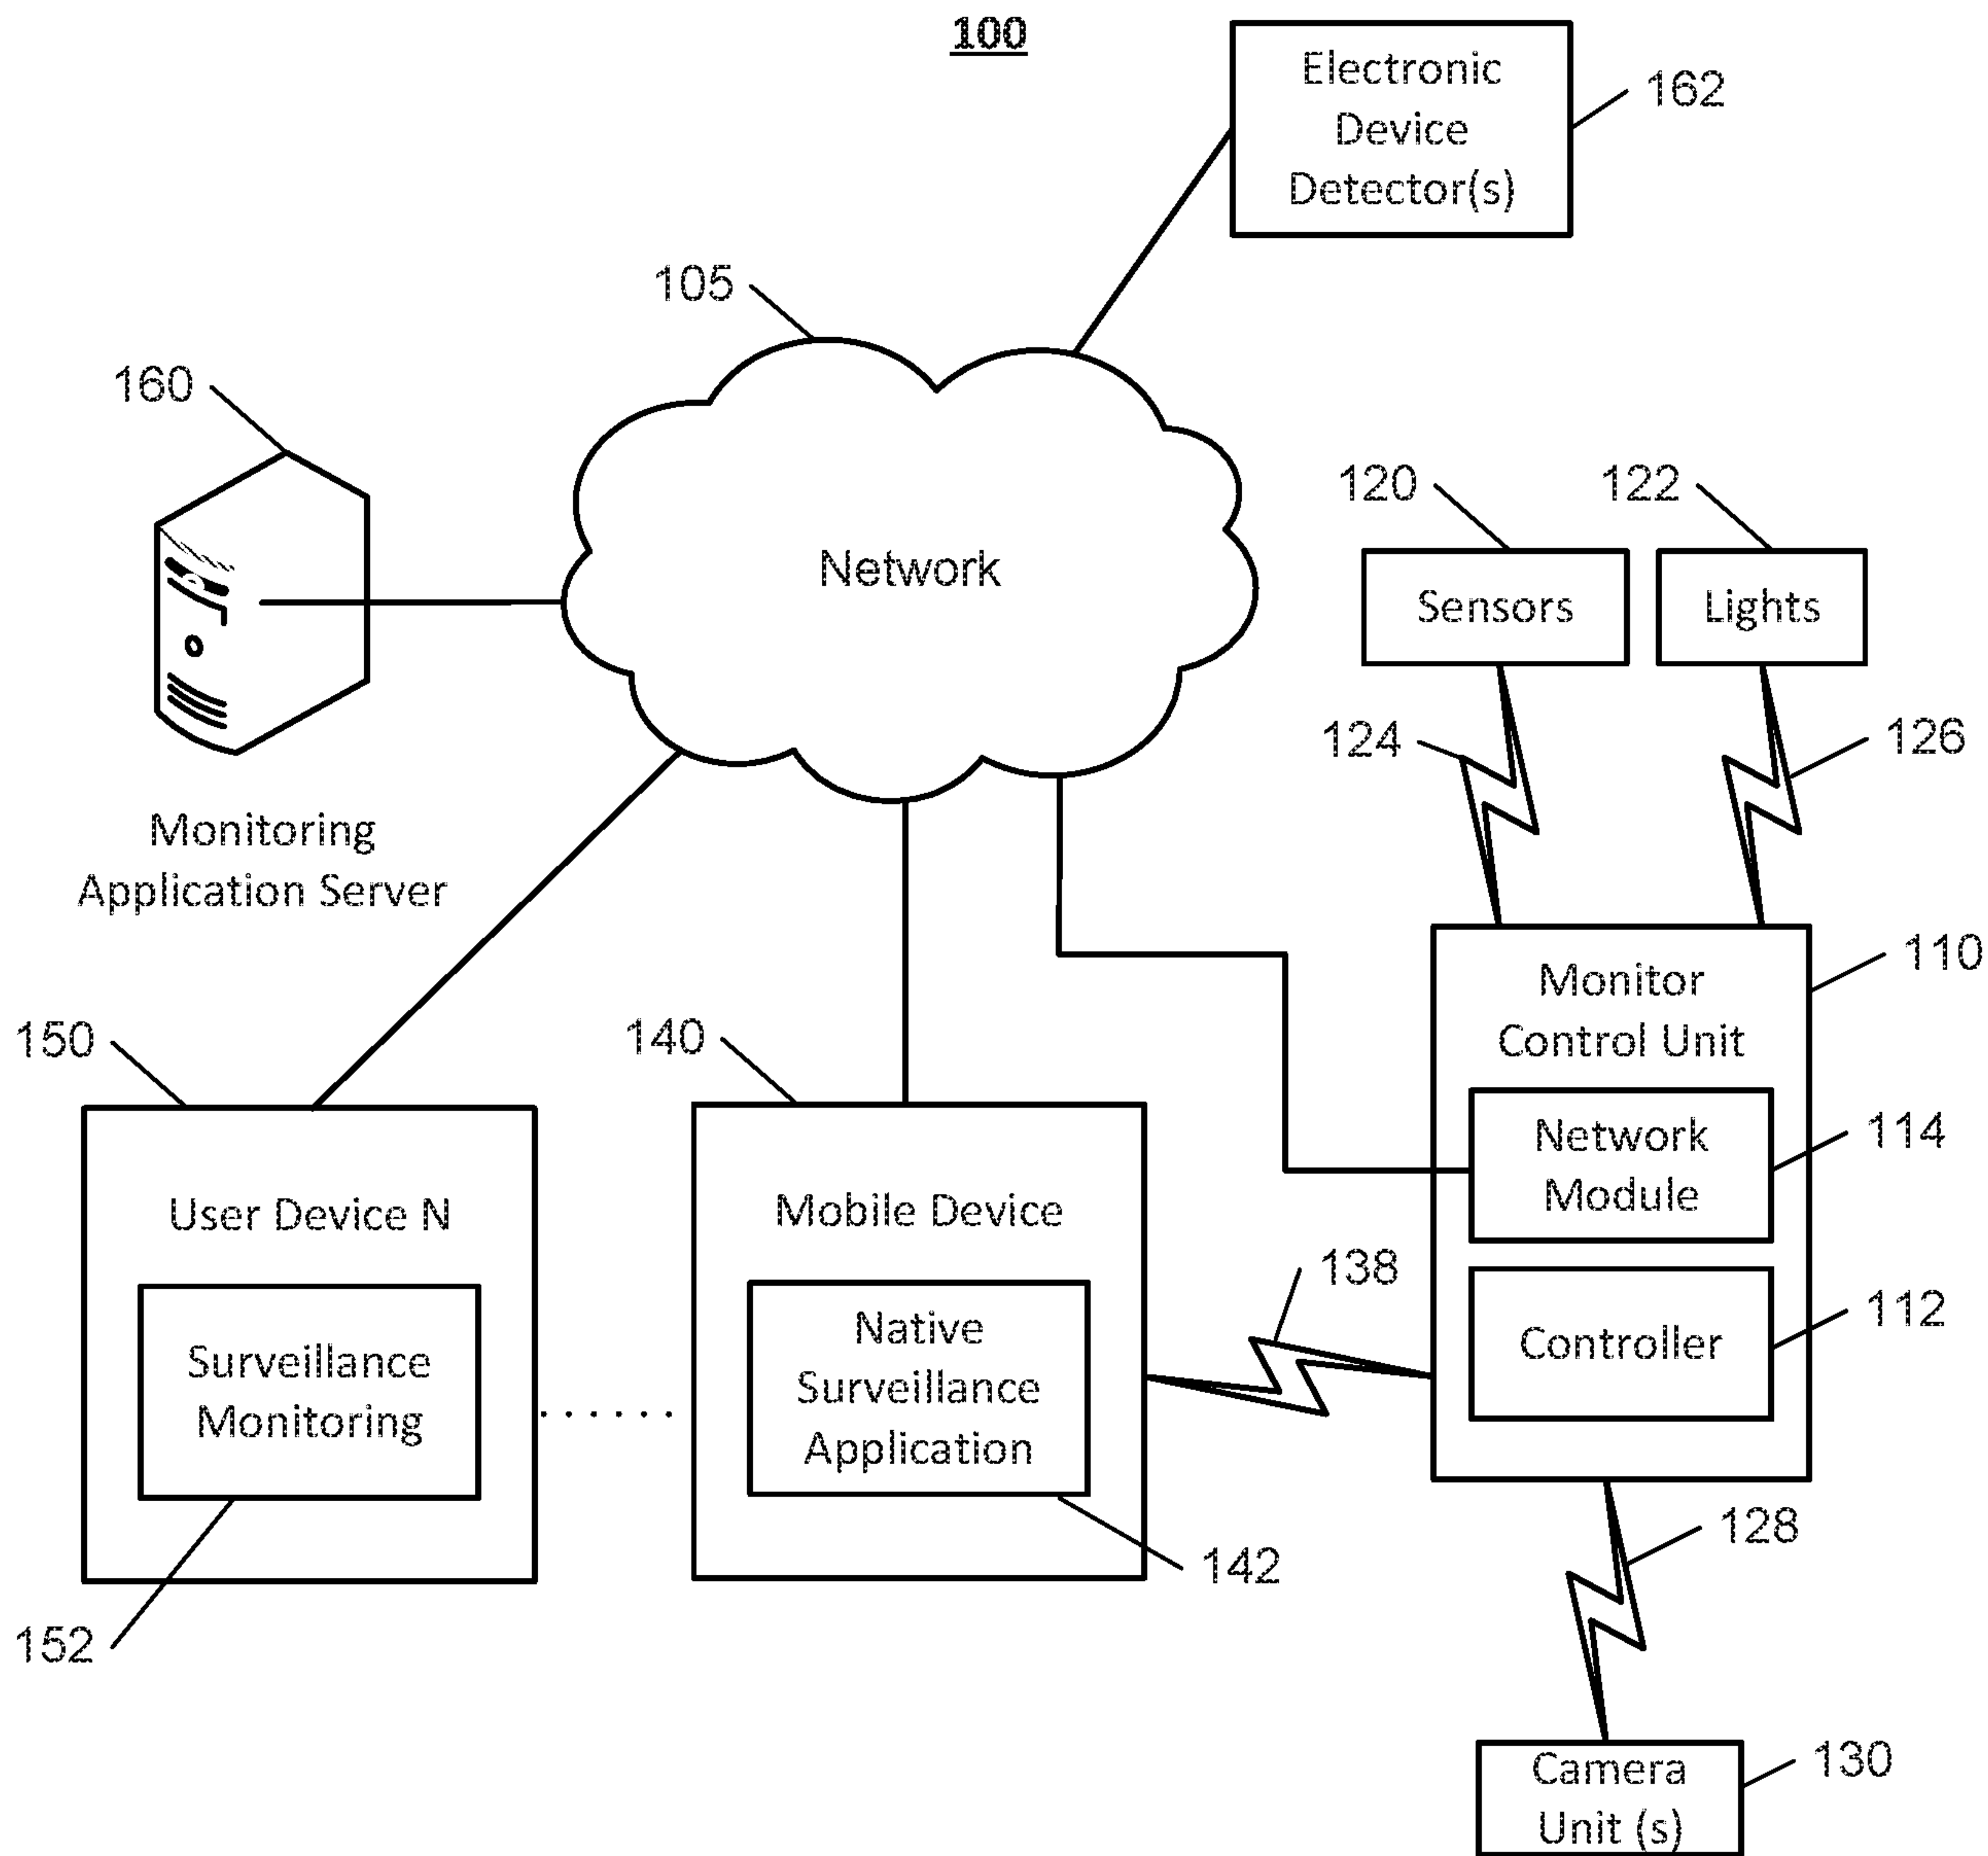 100
Electronic
Device
Detector(s)
162
105
160
Network
120
122
Sensors
Lights
124
126
Monitoring
Application Server
110
Monitor
Control Unit
150
140
Network
Module
114
User Device N
Mobile Device
138
Controller
112
Surveillance
Monitoring
......
Native
Surveillance
Application
128
142
152
Camera
Unit (s)
130